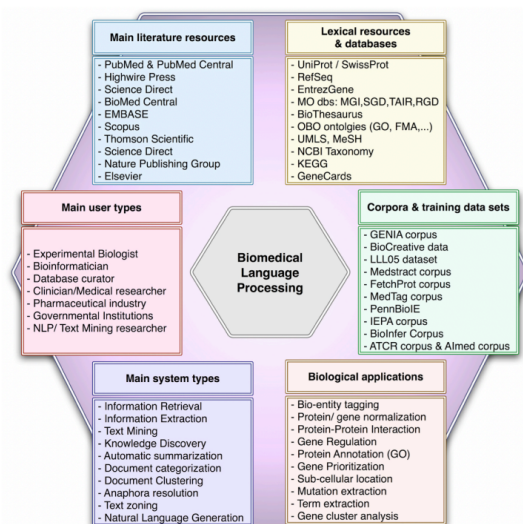 Main literature resources
- PubMed & PubMed Central
- Highwire Press
- Science Direct
- BioMed Central
- EMBASE
- Scopus
- Thomson Scientific
- Science Direct
- Nature Publishing Group
- Elsevier
Lexical resources
& databases
- UniProt / SwissProt
- RefSeq
- EntrezGene
- MO dbs: MGI,SGD,TAIR,RGD
- BioThesaurus
- OBO ontolgies (GO, FMA,...)
- UMLS, MeSH
- NCBI Taxonomy
- KEGG
- GeneCards
Main user types
- Experimental Biologist
- Bioinformatician
- Database curator
- Clinician/Medical researcher
- Pharmaceutical industry
- Governmental Institutions
- NLP/ Text Mining researcher
Biomedical
Language
Processing
Corpora & training data sets
- GENIA corpus
- BioCreative data
- LLL05 dataset
- Medstract corpus
- FetchProt corpus
- MedTag corpus
- PennBioIE
- IEPA corpus
- BioInfer Corpus
- ATCR corpus & AImed corpus
Main system types
- Information Retrieval
- Information Extraction
- Text Mining
- Knowledge Discovery
- Automatic summarization
- Document categorization
- Document Clustering
- Anaphora resolution
- Text zoning
- Natural Language Generation
Biological applications
- Bio-entity tagging
- Protein/ gene normalization
- Protein-Protein Interaction
- Gene Regulation
- Protein Annotation (GO)
- Gene Prioritization
- Sub-cellular location
- Mutation extraction
- Term extraction
- Gene cluster analysis